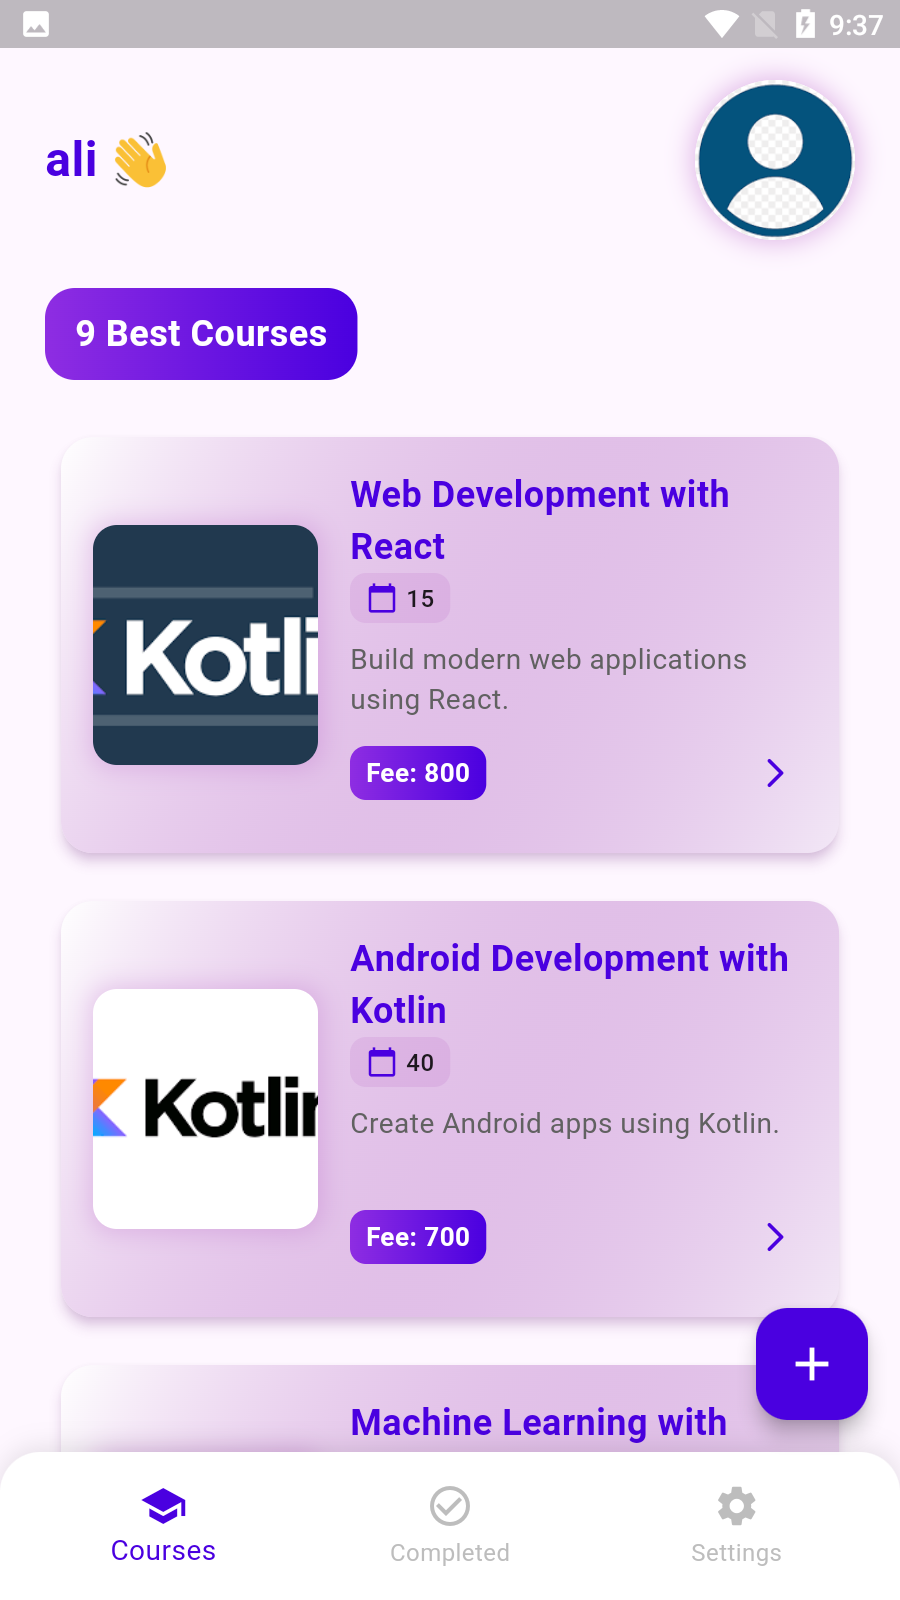 9:37
ali 👋
9 Best Courses
Web Development with
React
Kotli
15
Build modern web applications
using React.
Fee: 800
Android Development with
Kotlin
Kotlin
40
Create Android apps using Kotlin.
Fee: 700
Machine Learning with
Courses
Completed
Settings